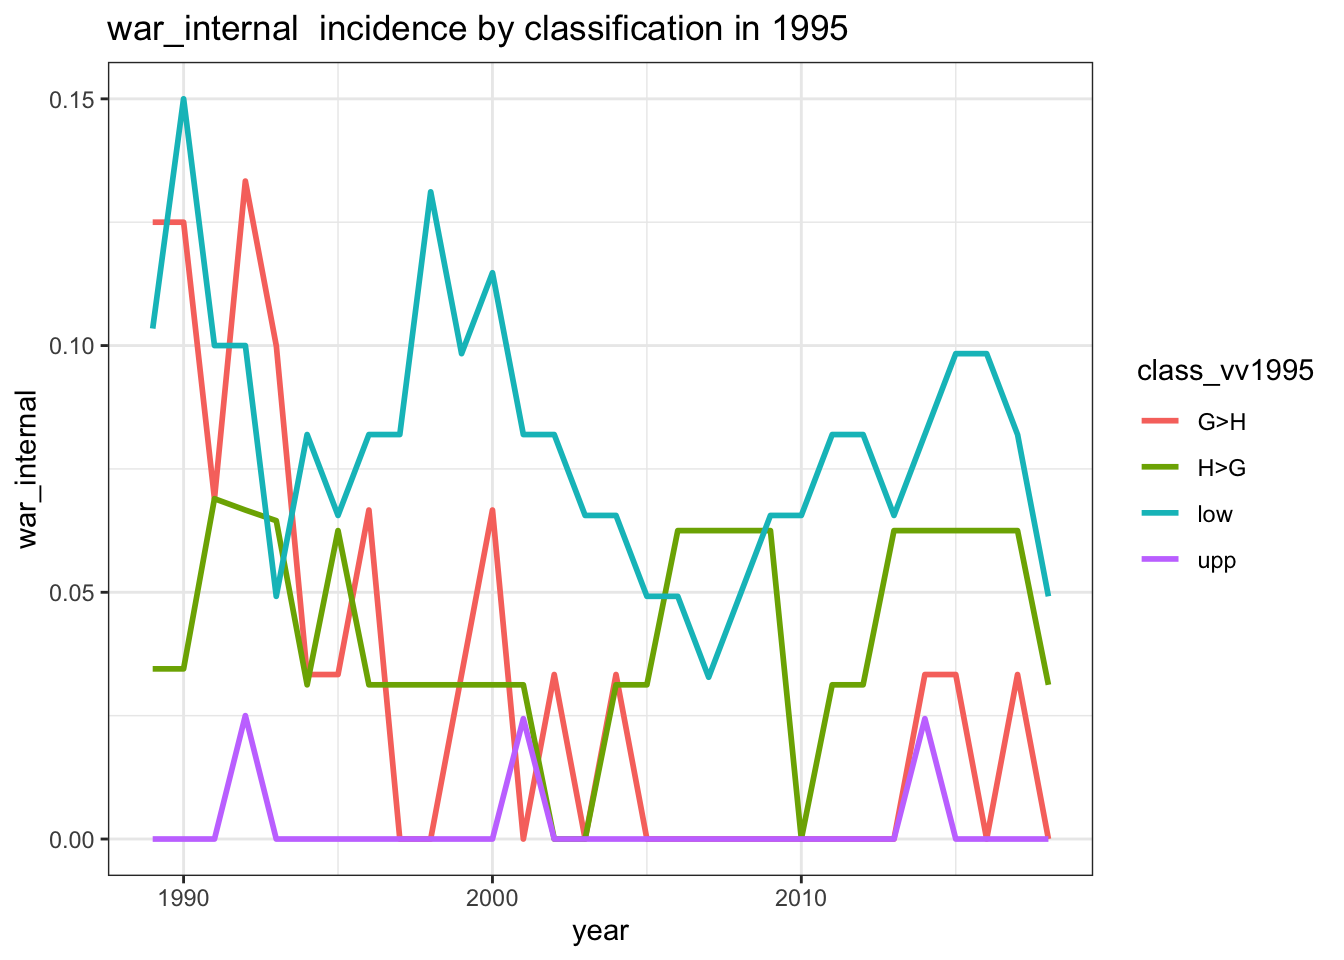 war_internal  incidence by classification in 1995
0.15
0.10
0.05
0.00
war_internal
1990 2000 2010
year
class_vv1995
G>H
H>G
low
upp